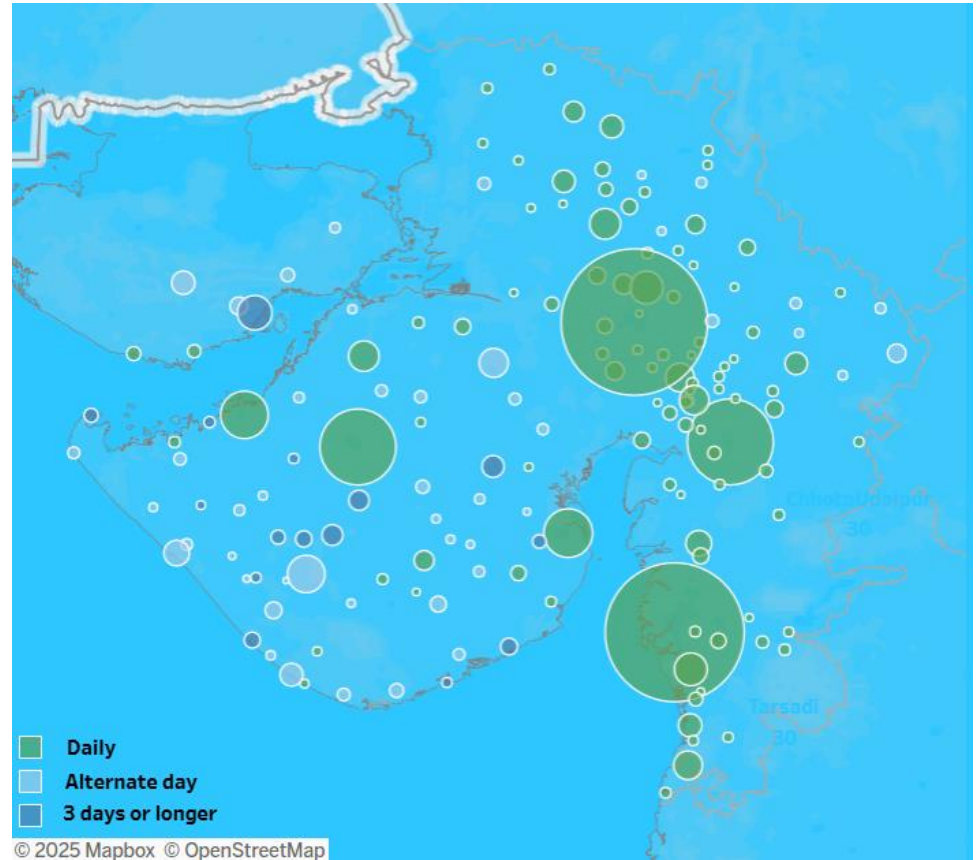 Chhota Udaipur
30
Tarsadi
30
Daily
Alternate day
3 days or longer
© 2025 Mapbox © OpenStreetMap